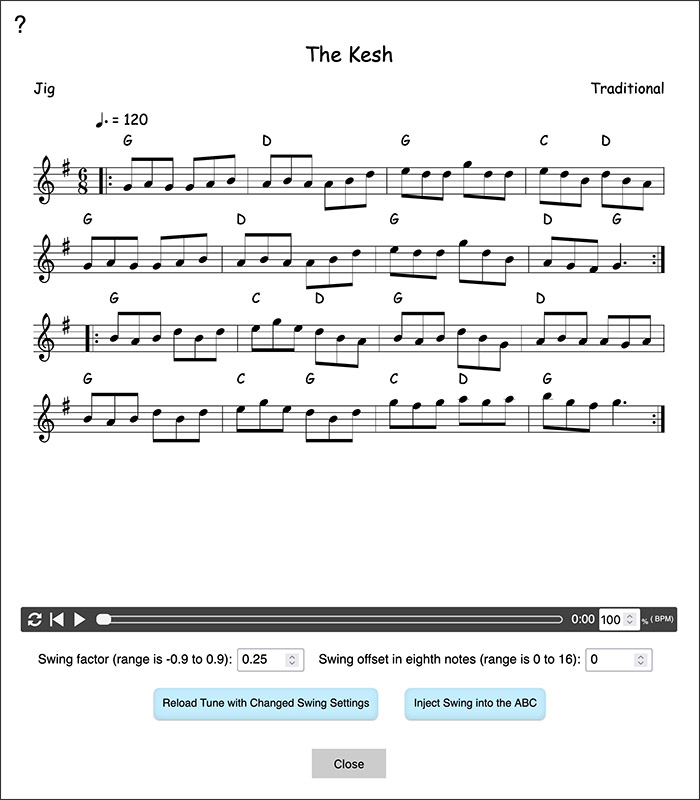 ?
The Kesh
Jig Traditional
♩. = 120
G D G C D
6
8
G D G D G
G C D G D
G C G C D G
0:00 100 % ( BPM)
Swing factor (range is -0.9 to 0.9): 0.25 Swing offset in eighth notes (range is 0 to 16): 0
Reload Tune with Changed Swing Settings Inject Swing into the ABC
Close